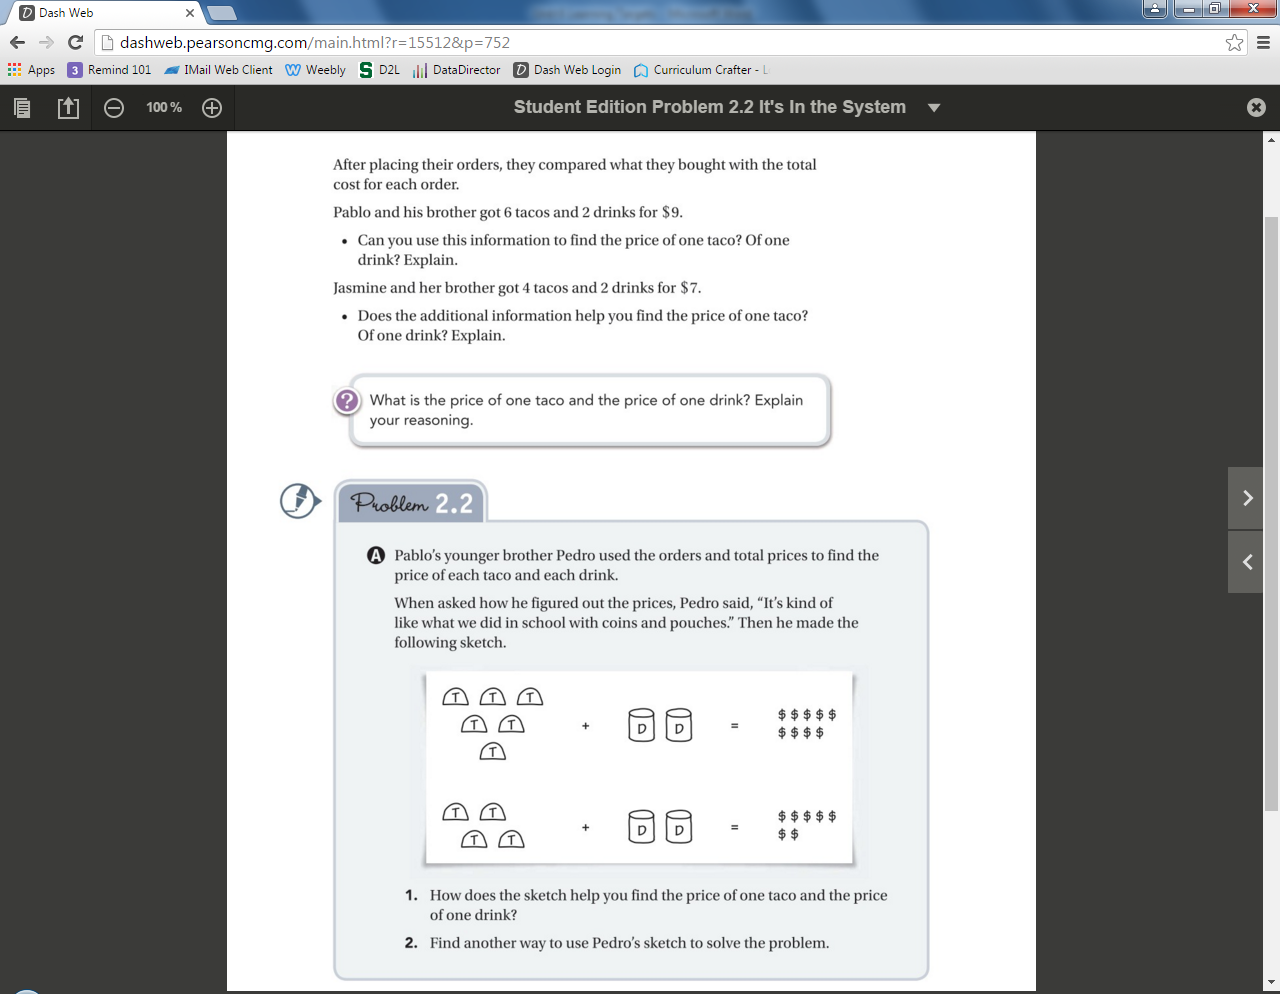 Dash Web
dashweb.pearsoncmg.com/main.html?r=15512&p=752
Apps 3 Remind 101 IMail Web Client Weebly S D2L DataDirector D Dash Web Login Curriculum Crafter - L
100% Student Edition Problem 2.2 It's In the System
After placing their orders, they compared what they bought with the total
cost for each order.
Pablo and his brother got 6 tacos and 2 drinks for $9.
• Can you use this information to find the price of one taco? Of one
drink? Explain.
Jasmine and her brother got 4 tacos and 2 drinks for $7.
• Does the additional information help you find the price of one taco?
Of one drink? Explain.
? What is the price of one taco and the price of one drink? Explain
your reasoning.
Problem 2.2
A Pablo's younger brother Pedro used the orders and total prices to find the
price of each taco and each drink.
When asked how he figured out the prices, Pedro said, “It's kind of
like what we did in school with coins and pouches.” Then he made the
following sketch.
T T T
T T + D D = $ $ $ $ $
$ $ $ $
T
T T
T T + D D = $ $ $ $ $
$ $
1. How does the sketch help you find the price of one taco and the price
of one drink?
2. Find another way to use Pedro's sketch to solve the problem.